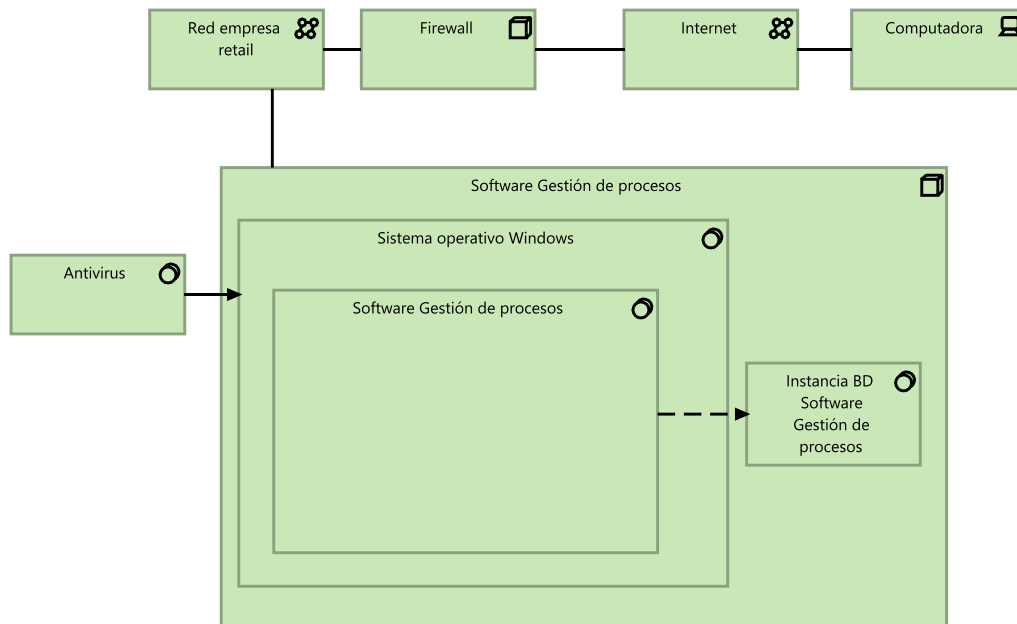 Red empresa
retail
Firewall
Internet
Computadora
Software Gestión de procesos
Sistema operativo Windows
Antivirus
Software Gestión de procesos
Instancia BD
Software
Gestión de
procesos